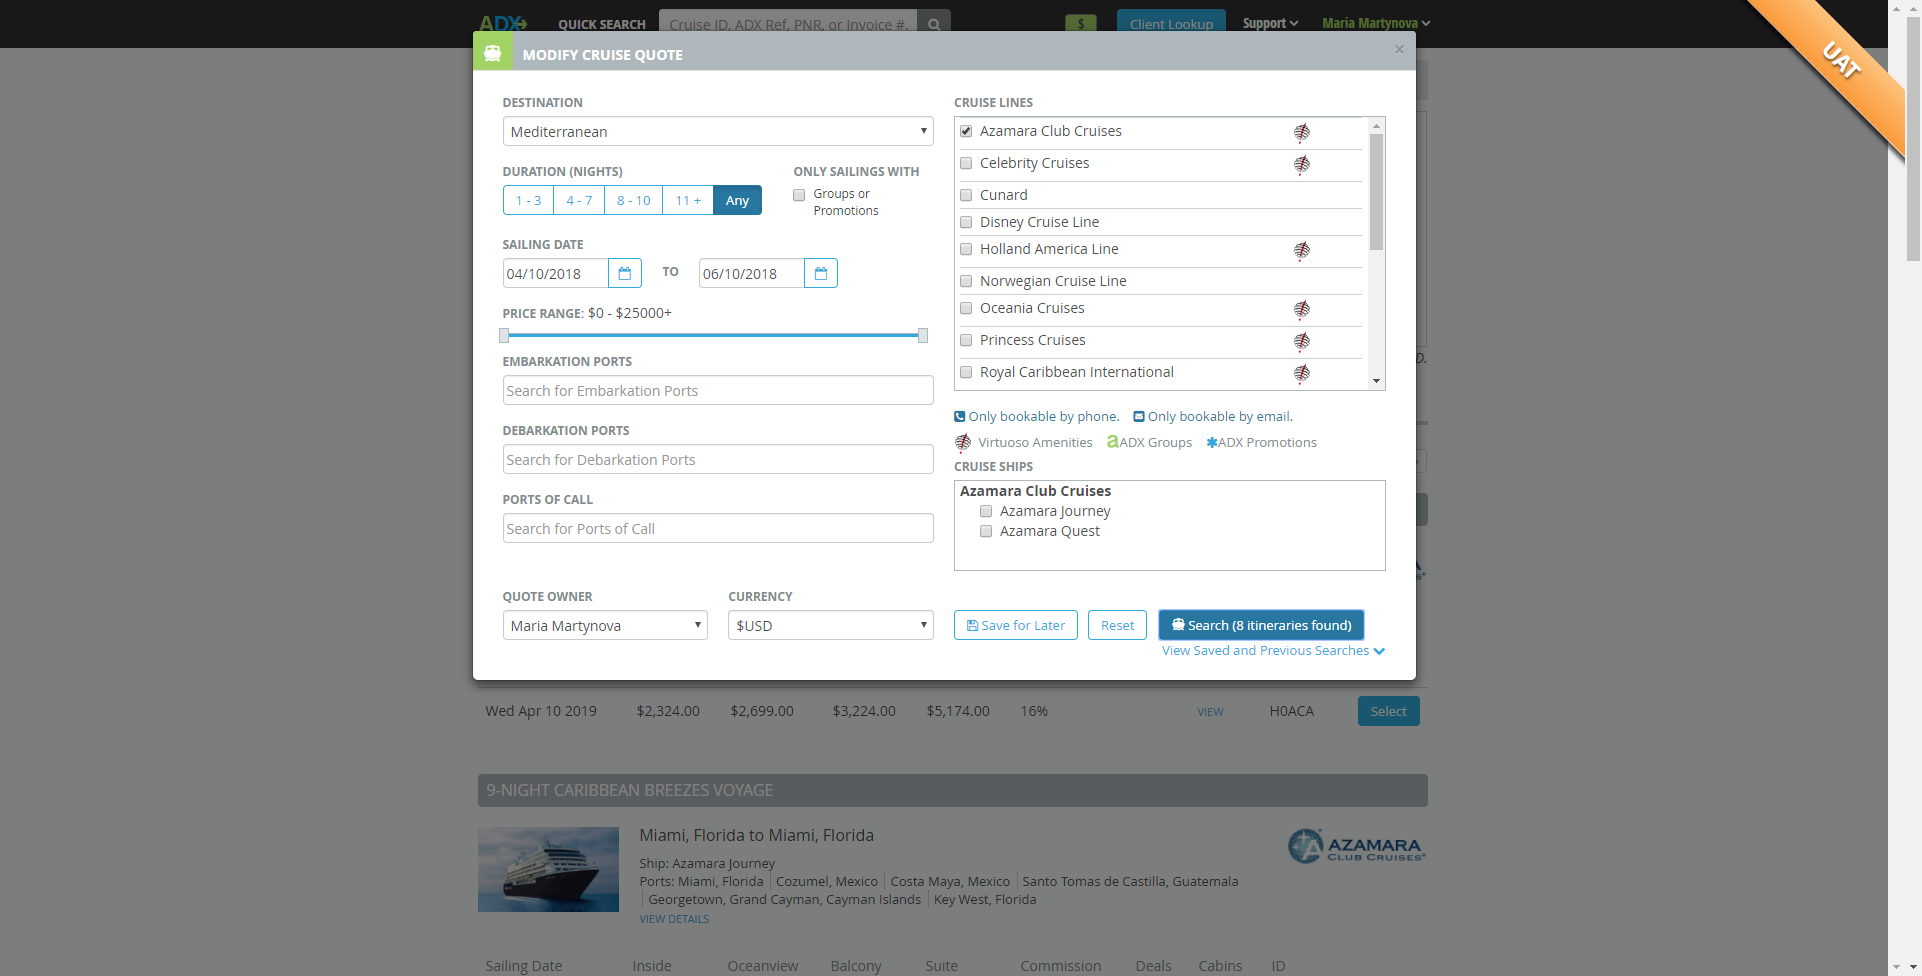 ADX
QUICK SEARCH
Cruise ID, ADX Ref, PNR, or Invoice #,
$
Client Lookup
Support
Maria Martynova
UAT
MODIFY CRUISE QUOTE
×
DESTINATION
Mediterranean
DURATION (NIGHTS)
1 - 3
4 - 7
8 - 10
11 +
Any
ONLY SAILINGS WITH
Groups or
Promotions
SAILING DATE
04/10/2018
TO
06/10/2018
PRICE RANGE: $0 - $25000+
EMBARKATION PORTS
Search for Embarkation Ports
DEBARKATION PORTS
Search for Debarkation Ports
PORTS OF CALL
Search for Ports of Call
QUOTE OWNER
Maria Martynova
CURRENCY
$USD
CRUISE LINES
Azamara Club Cruises
Celebrity Cruises
Cunard
Disney Cruise Line
Holland America Line
Norwegian Cruise Line
Oceania Cruises
Princess Cruises
Royal Caribbean International
Only bookable by phone.
Only bookable by email.
Virtuoso Amenities
aADX Groups
✱ADX Promotions
CRUISE SHIPS
Azamara Club Cruises
Azamara Journey
Azamara Quest
Save for Later
Reset
Search (8 itineraries found)
View Saved and Previous Searches
D.
Wed Apr 10 2019 $2,324.00 $2,699.00 $3,224.00 $5,174.00 16% VIEW H0ACA Select
9-NIGHT CARIBBEAN BREEZES VOYAGE
Miami, Florida to Miami, Florida
Ship: Azamara Journey
Ports: Miami, Florida | Cozumel, Mexico | Costa Maya, Mexico | Santo Tomas de Castilla, Guatemala
| Georgetown, Grand Cayman, Cayman Islands | Key West, Florida
VIEW DETAILS
AZAMARA
CLUB CRUISES®
Sailing Date Inside Oceanview Balcony Suite Commission Deals Cabins ID